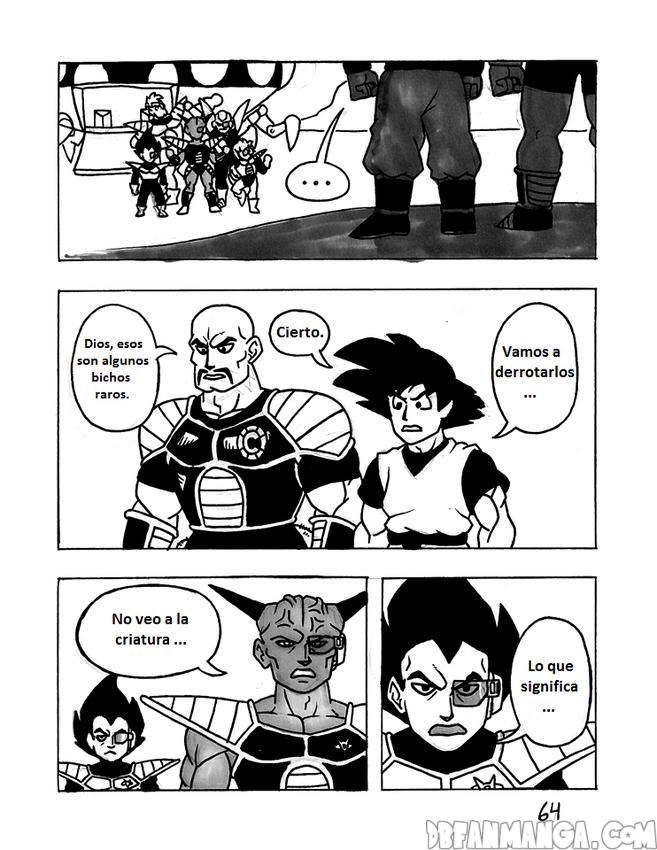 ...
Dios, esos
son algunos
bichos
raros.
Cierto.
Vamos a
derrotarlos
...
No veo a la
criatura ...
Lo que
significa
...
64
DBFANMANGA.COM